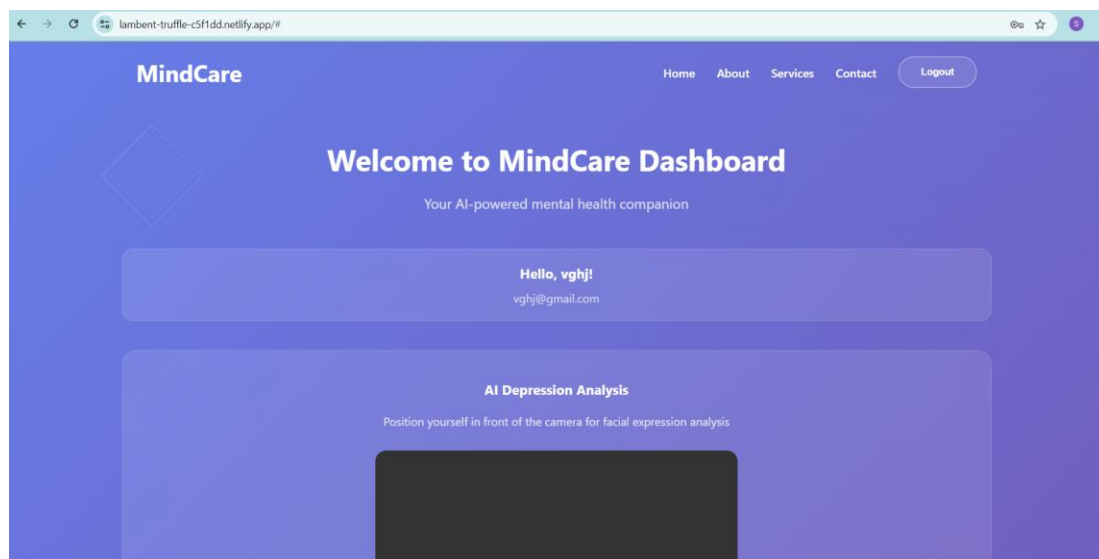 lambent-truffle-c5f1dd.netlify.app/#
S
MindCare
Home About Services Contact Logout
Welcome to MindCare Dashboard
Your AI-powered mental health companion
Hello, vghj!
vghj@gmail.com
AI Depression Analysis
Position yourself in front of the camera for facial expression analysis